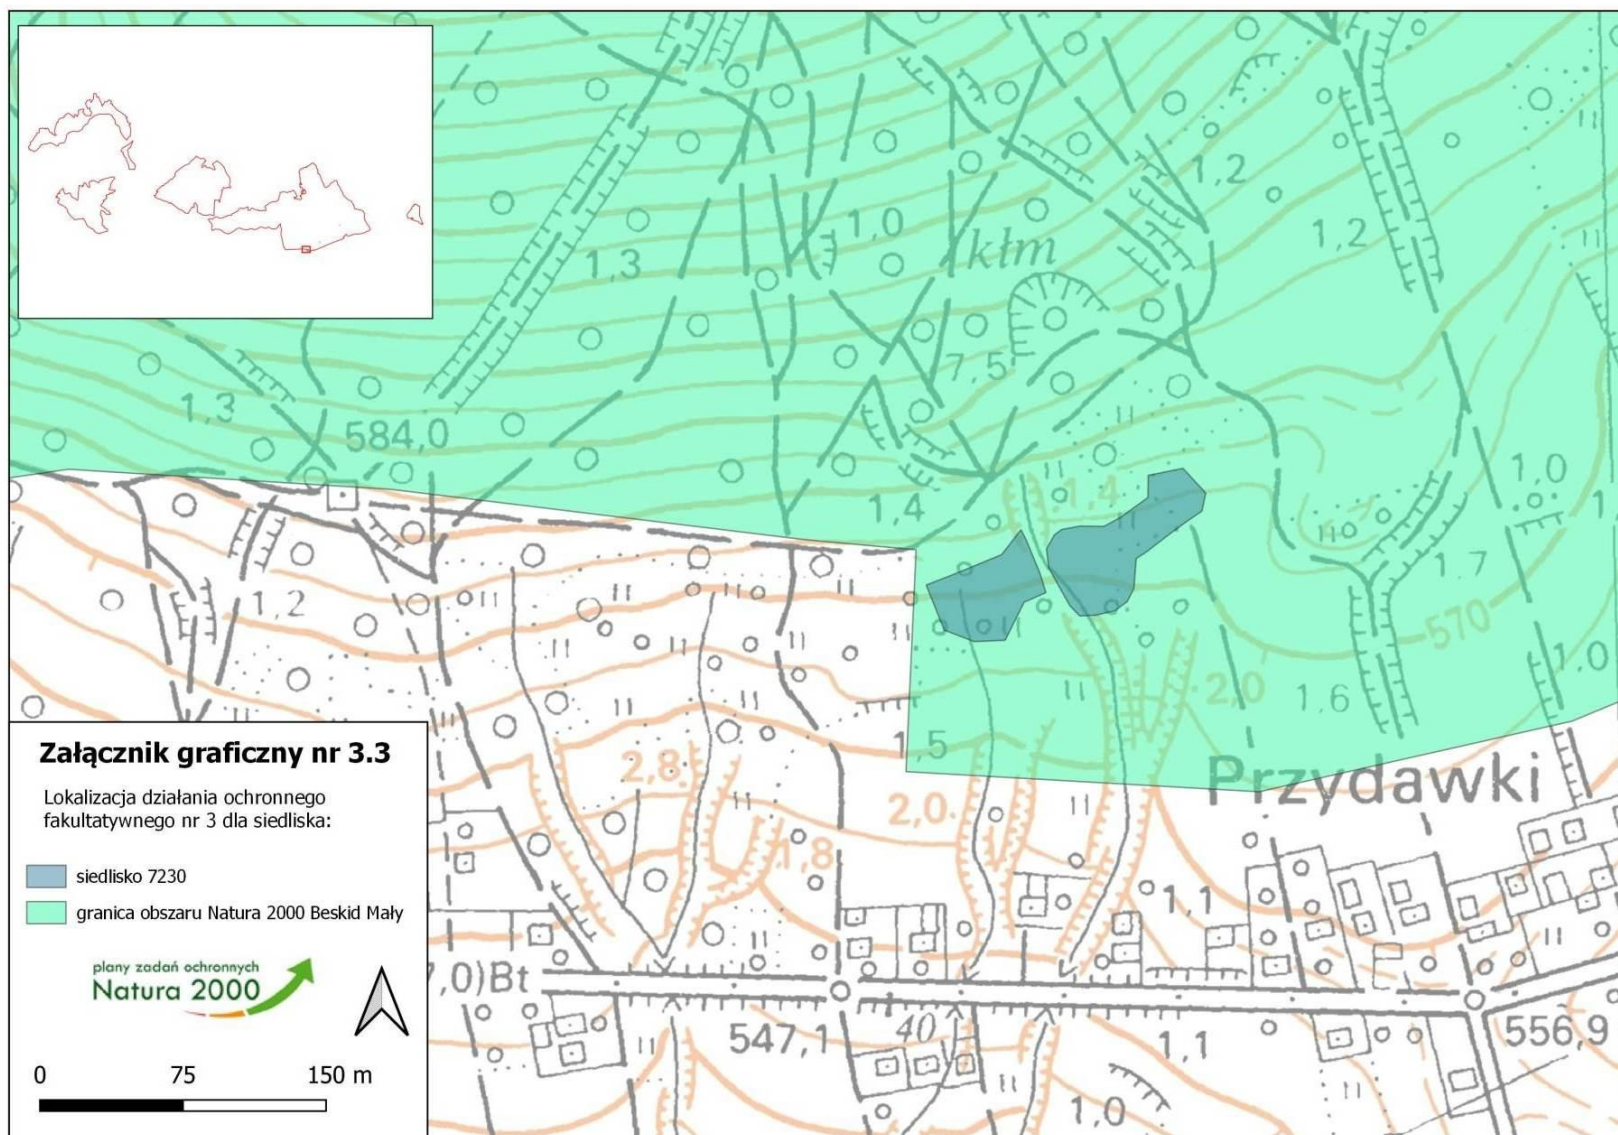 1,2
1,0
kłm
1,2
1,3
7,5
1,3
584,0
1,4
1,4
1,0
1,2
1,7
570
1,0
2,0
1,6
1,5
2,8
Przydawki
2,0
1,8
1,1
7,0)Bt
547,1
40
1,1
556,9
1,0
Załącznik graficzny nr 3.3
Lokalizacja działania ochronnego
fakultatywnego nr 3 dla siedliska:
siedlisko 7230
granica obszaru Natura 2000 Beskid Mały
plany zadań ochronnych
Natura 2000
0 75 150 m